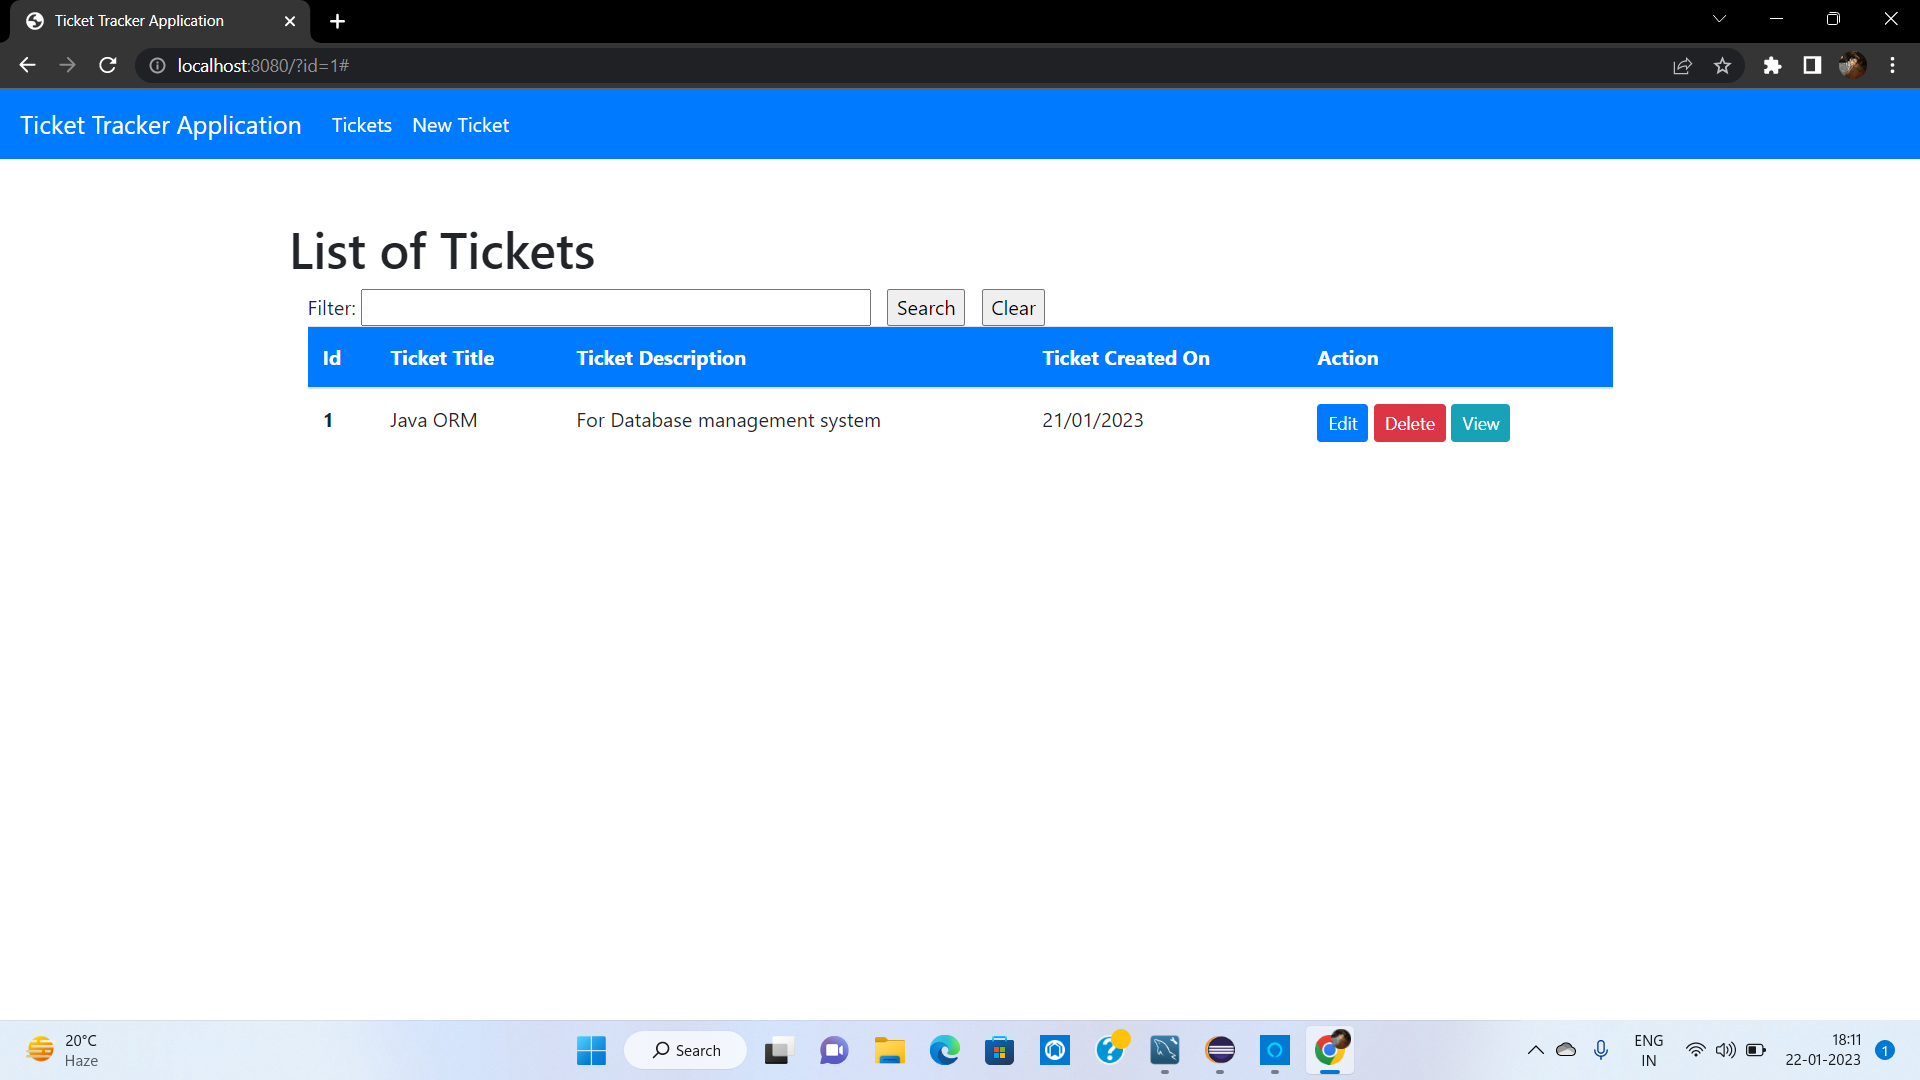 Ticket Tracker Application
localhost:8080/?id=1#
Ticket Tracker Application Tickets New Ticket
List of Tickets
Filter: Search Clear
Id Ticket Title Ticket Description Ticket Created On Action
1 Java ORM For Database management system 21/01/2023 Edit Delete View
20°C
Haze
Search
ENG
IN
18:11
22-01-2023
1